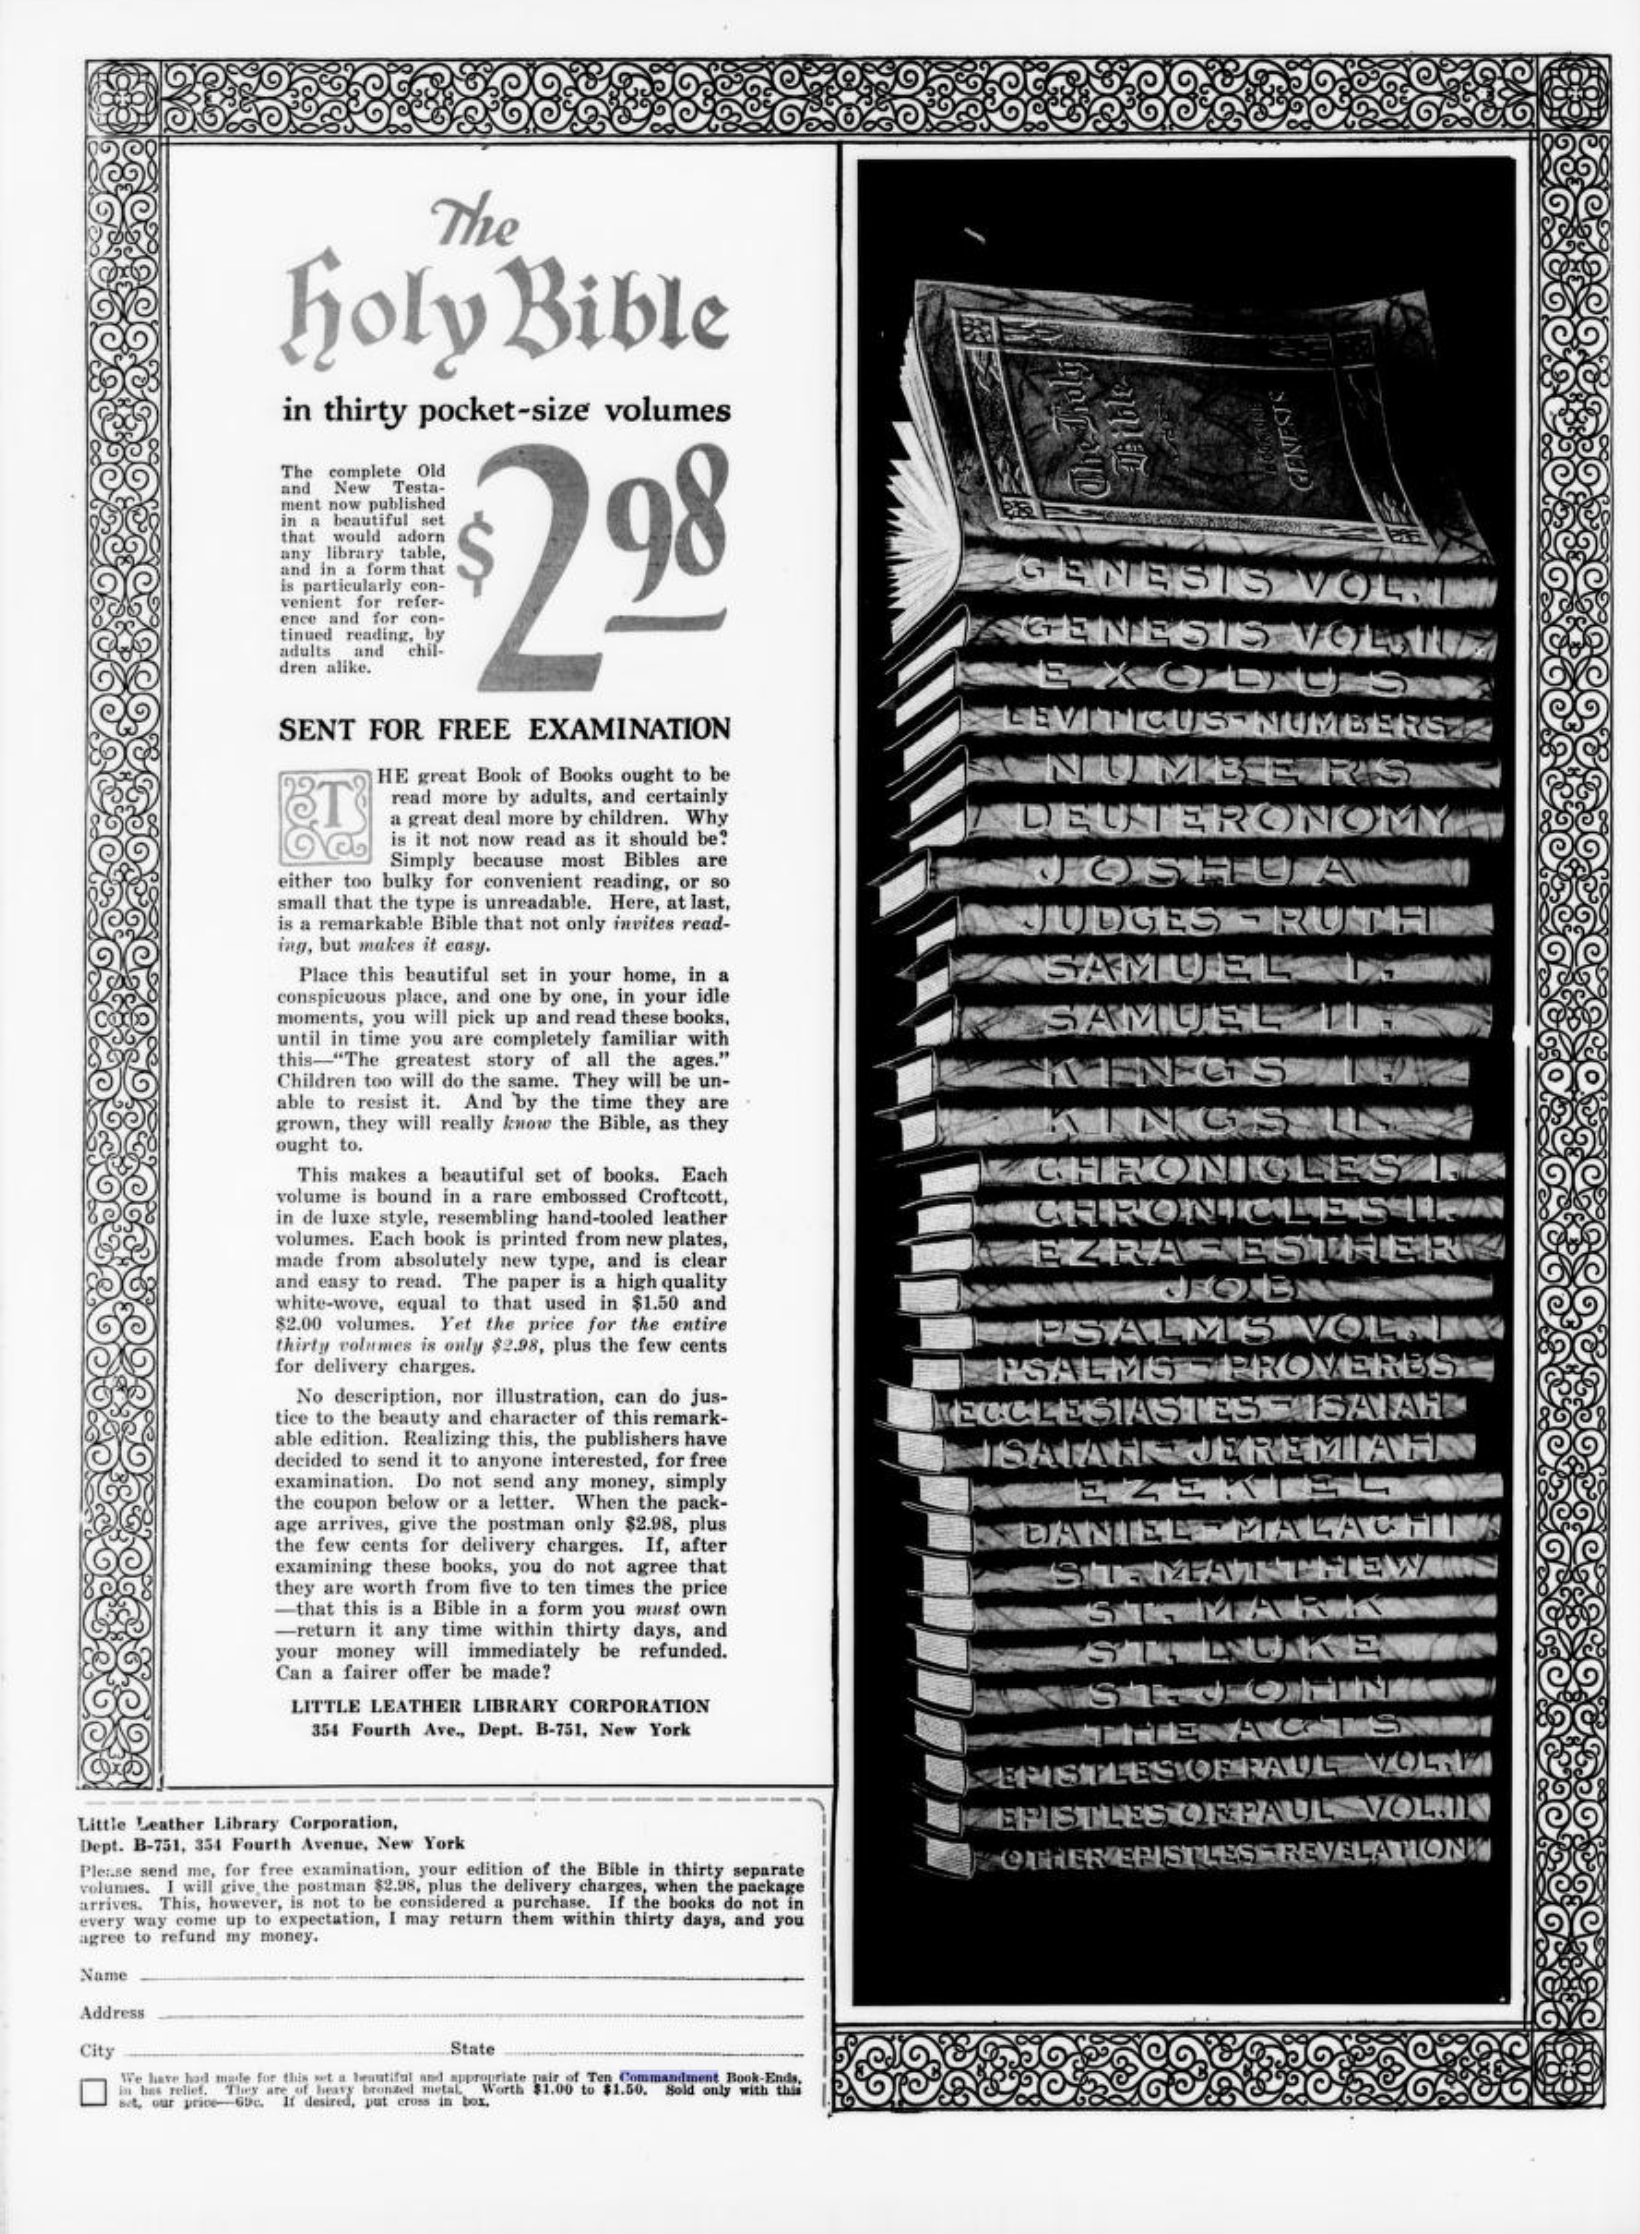 The
Holy Bible
in thirty pocket-size volumes
The complete Old
and New Testa-
ment now published
in a beautiful set
that would adorn
any library table,
and in a form that
is particularly con-
venient for refer-
ence and for con-
tinued reading, by
adults and chil-
dren alike.
$2.98
SENT FOR FREE EXAMINATION
THE great Book of Books ought to be
read more by adults, and certainly
a great deal more by children. Why
is it not now read as it should be?
Simply because most Bibles are
either too bulky for convenient reading, or so
small that the type is unreadable. Here, at last,
is a remarkable Bible that not only invites read-
ing, but makes it easy.
Place this beautiful set in your home, in a
conspicuous place, and one by one, in your idle
moments, you will pick up and read these books,
until in time you are completely familiar with
this—“The greatest story of all the ages.”
Children too will do the same. They will be un-
able to resist it. And by the time they are
grown, they will really know the Bible, as they
ought to.
This makes a beautiful set of books. Each
volume is bound in a rare embossed Croftcott,
in de luxe style, resembling hand-tooled leather
volumes. Each book is printed from new plates,
made from absolutely new type, and is clear
and easy to read. The paper is a high quality
white-wove, equal to that used in $1.50 and
$2.00 volumes. Yet the price for the entire
thirty volumes is only $2.98, plus the few cents
for delivery charges.
No description, nor illustration, can do jus-
tice to the beauty and character of this remark-
able edition. Realizing this, the publishers have
decided to send it to anyone interested, for free
examination. Do not send any money, simply
the coupon below or a letter. When the pack-
age arrives, give the postman only $2.98, plus
the few cents for delivery charges. If, after
examining these books, you do not agree that
they are worth from five to ten times the price
—that this is a Bible in a form you must own
—return it any time within thirty days, and
your money will immediately be refunded.
Can a fairer offer be made?
LITTLE LEATHER LIBRARY CORPORATION
354 Fourth Ave., Dept. B-751, New York
Little Leather Library Corporation,
Dept. B-751, 354 Fourth Avenue, New York
Please send me, for free examination, your edition of the Bible in thirty separate
volumes. I will give the postman $2.98, plus the delivery charges, when the package
arrives. This, however, is not to be considered a purchase. If the books do not in
every way come up to expectation, I may return them within thirty days, and you
agree to refund my money.
Name
Address
City State
We have had made for this set a beautiful and appropriate pair of Ten Commandment Book-Ends,
in bas relief. They are of heavy bronzed metal. Worth $1.00 to $1.50. Sold only with this
set, our price—69c. If desired, put cross in box.
The Holy
Bible
GENESIS
GENESIS VOL. I
GENESIS VOL. II
EXODUS
LEVITICUS-NUMBERS
NUMBERS
DEUTERONOMY
JOSHUA
JUDGES - RUTH
SAMUEL I.
SAMUEL II.
KINGS I.
KINGS II.
CHRONICLES I.
CHRONICLES II.
EZRA - ESTHER
JOB
PSALMS VOL. I
PSALMS - PROVERBS
ECCLESIASTES - ISAIAH
ISAIAH - JEREMIAH
EZEKIEL
DANIEL - MALACHI
ST. MATTHEW
ST. MARK
ST. LUKE
ST. JOHN
THE ACTS
EPISTLES OF PAUL VOL. I
EPISTLES OF PAUL VOL. II
OTHER EPISTLES - REVELATION